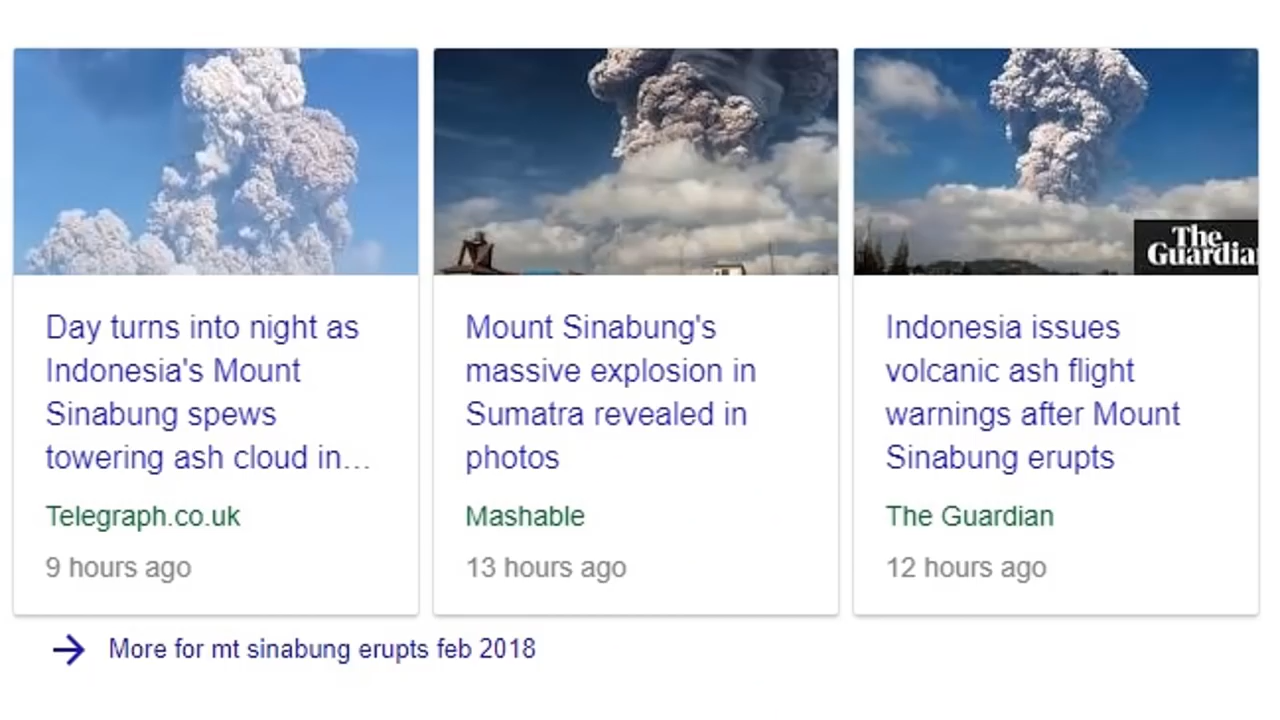 The
Guardia
Day turns into night as
Indonesia's Mount
Sinabung spews
towering ash cloud in...
Telegraph.co.uk
9 hours ago
Mount Sinabung's
massive explosion in
Sumatra revealed in
photos
Mashable
13 hours ago
Indonesia issues
volcanic ash flight
warnings after Mount
Sinabung erupts
The Guardian
12 hours ago
More for mt sinabung erupts feb 2018